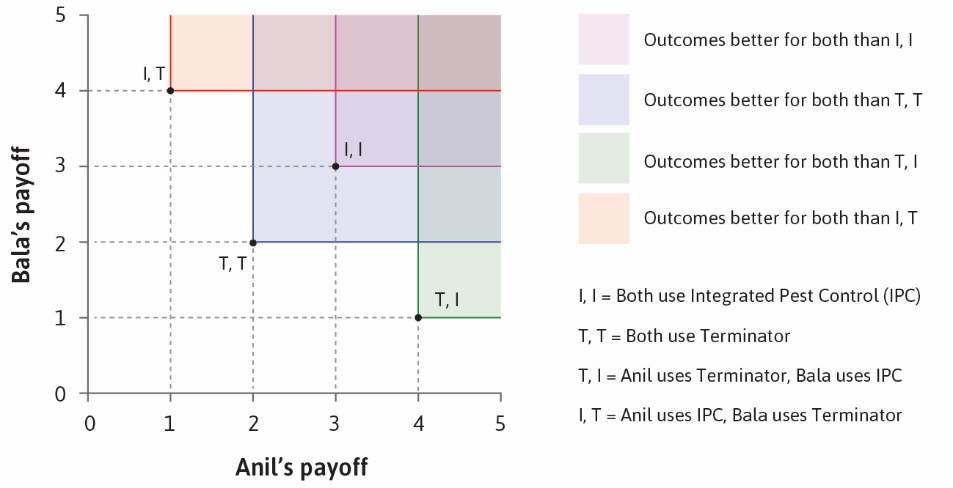 5
4
3
2
1
0
0 1 2 3 4 5
Bala's payoff
Anil's payoff
I, T
I, I
T, T
T, I
Outcomes better for both than I, I
Outcomes better for both than T, T
Outcomes better for both than T, I
Outcomes better for both than I, T
I, I = Both use Integrated Pest Control (IPC)
T, T = Both use Terminator
T, I = Anil uses Terminator, Bala uses IPC
I, T = Anil uses IPC, Bala uses Terminator